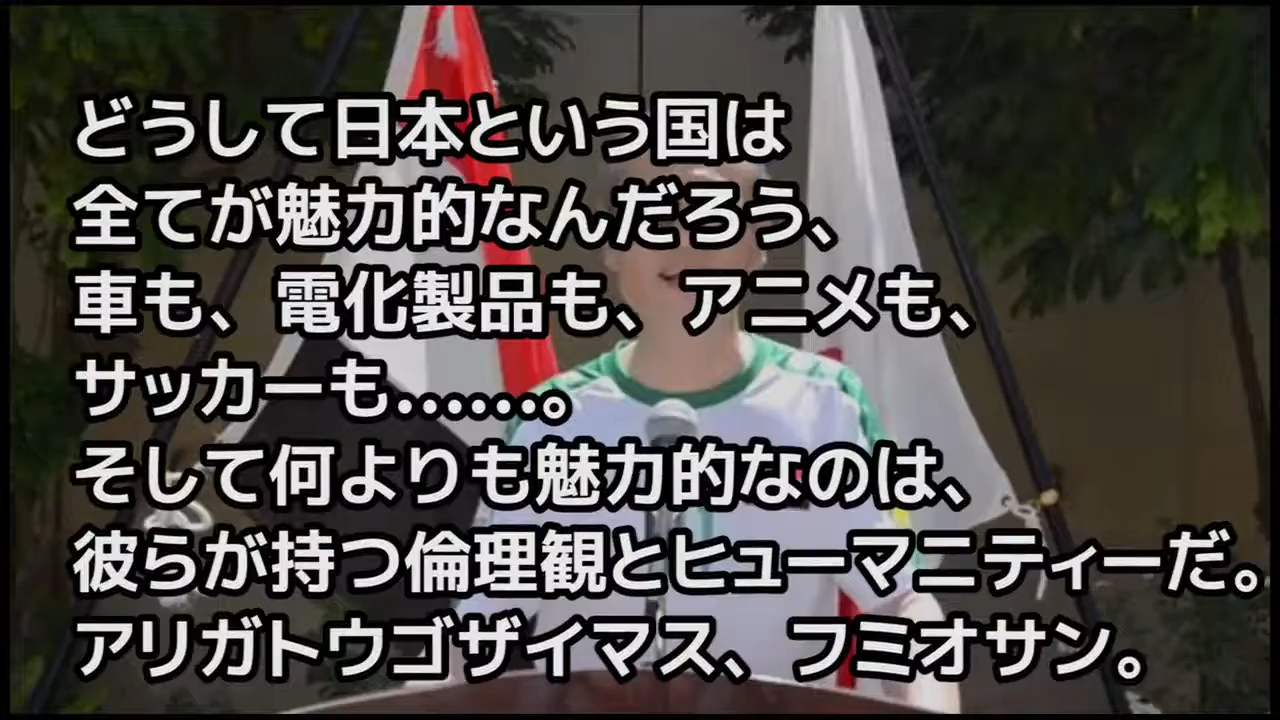 どうして日本という国は
全てが魅力的なんだろう、
車も、電化製品も、アニメも、
サッカーも……。
そして何よりも魅力的なのは、
彼らが持つ倫理観とヒューマニティーだ。
アリガトウゴザイマス、フミオサン。